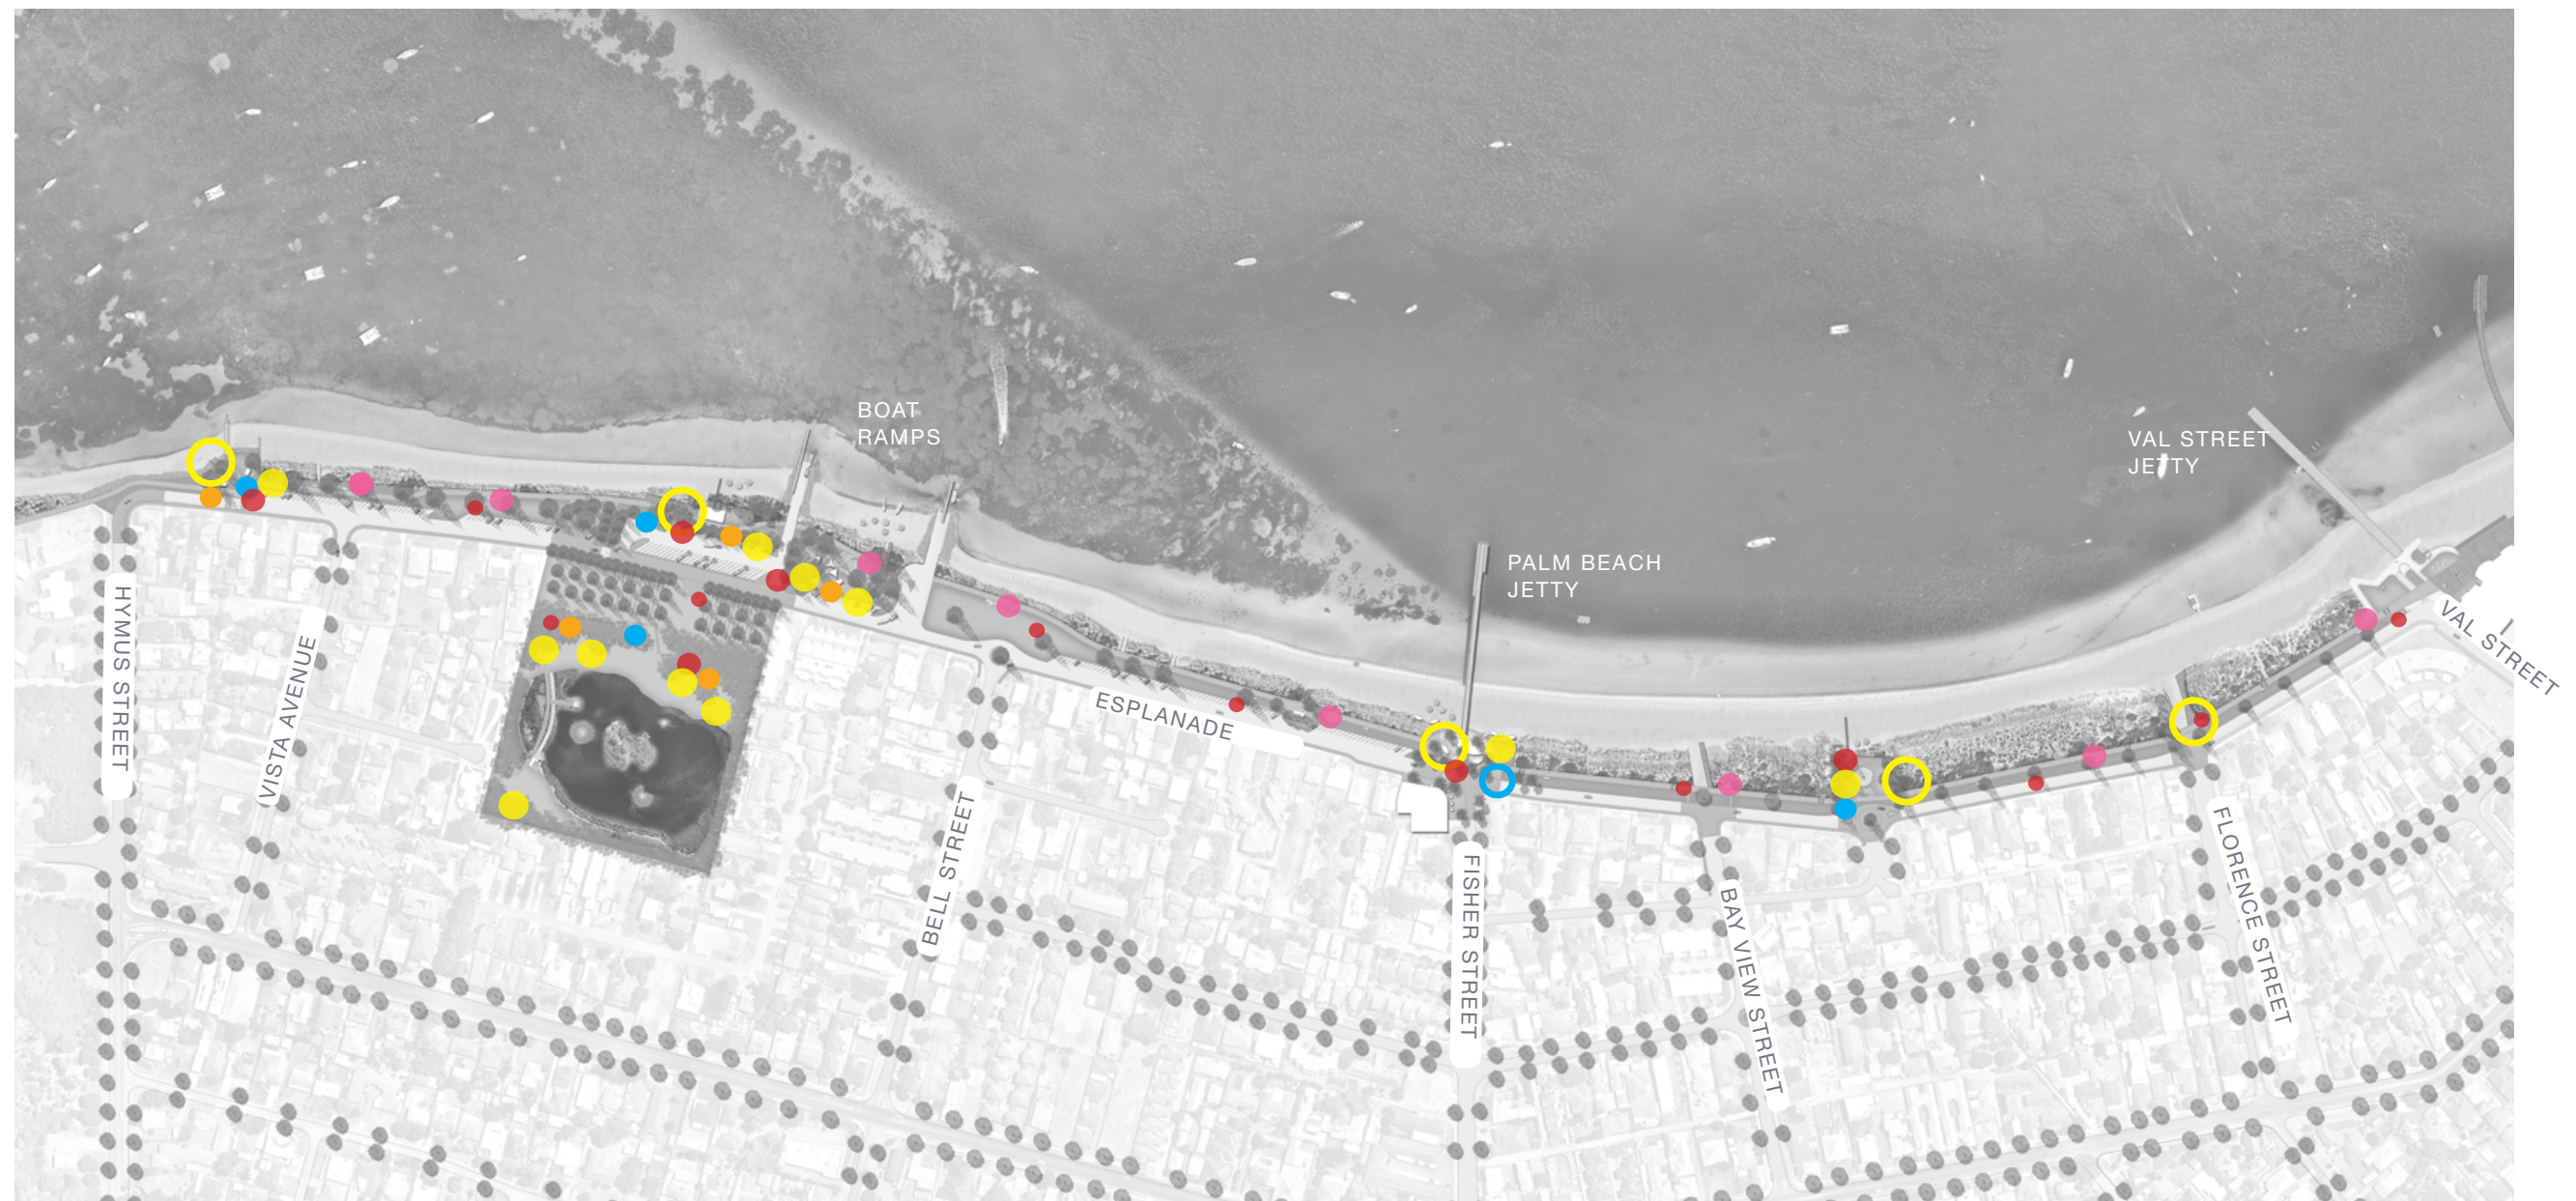 BOAT
RAMPS
VAL STREET
JETTY
PALM BEACH
JETTY
HYMUS STREET
VISTA AVENUE
ESPLANADE
BELL STREET
FISHER STREET
BAY VIEW STREET
FLORENCE STREET
VAL STREET